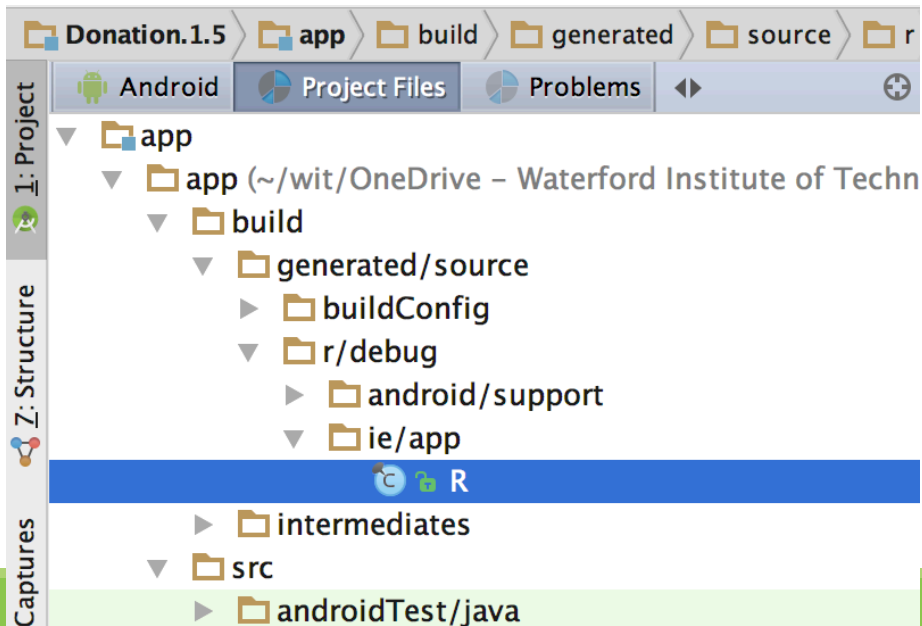 Donation.1.5 app build generated source r
Android Project Files Problems
1: Project
app
app (~/wit/OneDrive – Waterford Institute of Techn
build
generated/source
buildConfig
r/debug
android/support
ie/app
R
intermediates
src
androidTest/java
7: Structure
Captures